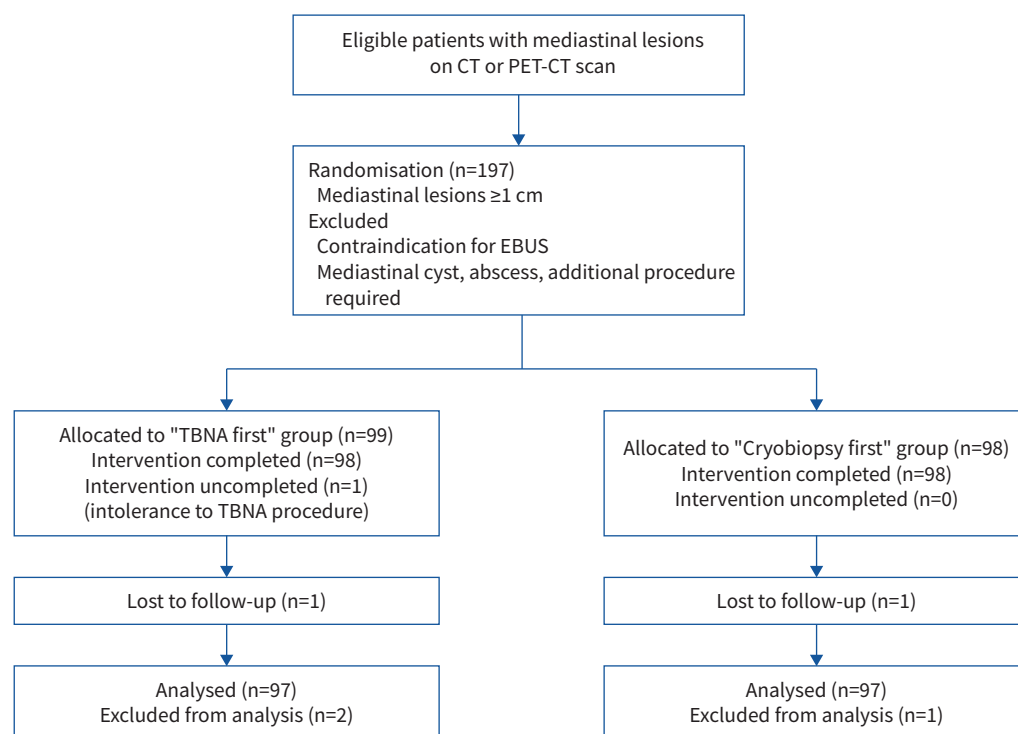 Eligible patients with mediastinal lesions
on CT or PET-CT scan
Randomisation (n=197)
Mediastinal lesions ≥1 cm
Excluded
Contraindication for EBUS
Mediastinal cyst, abscess, additional procedure
required
Allocated to "TBNA first" group (n=99)
Intervention completed (n=98)
Intervention uncompleted (n=1)
(intolerance to TBNA procedure)
Allocated to "Cryobiopsy first" group (n=98)
Intervention completed (n=98)
Intervention uncompleted (n=0)
Lost to follow-up (n=1)
Lost to follow-up (n=1)
Analysed (n=97)
Excluded from analysis (n=2)
Analysed (n=97)
Excluded from analysis (n=1)